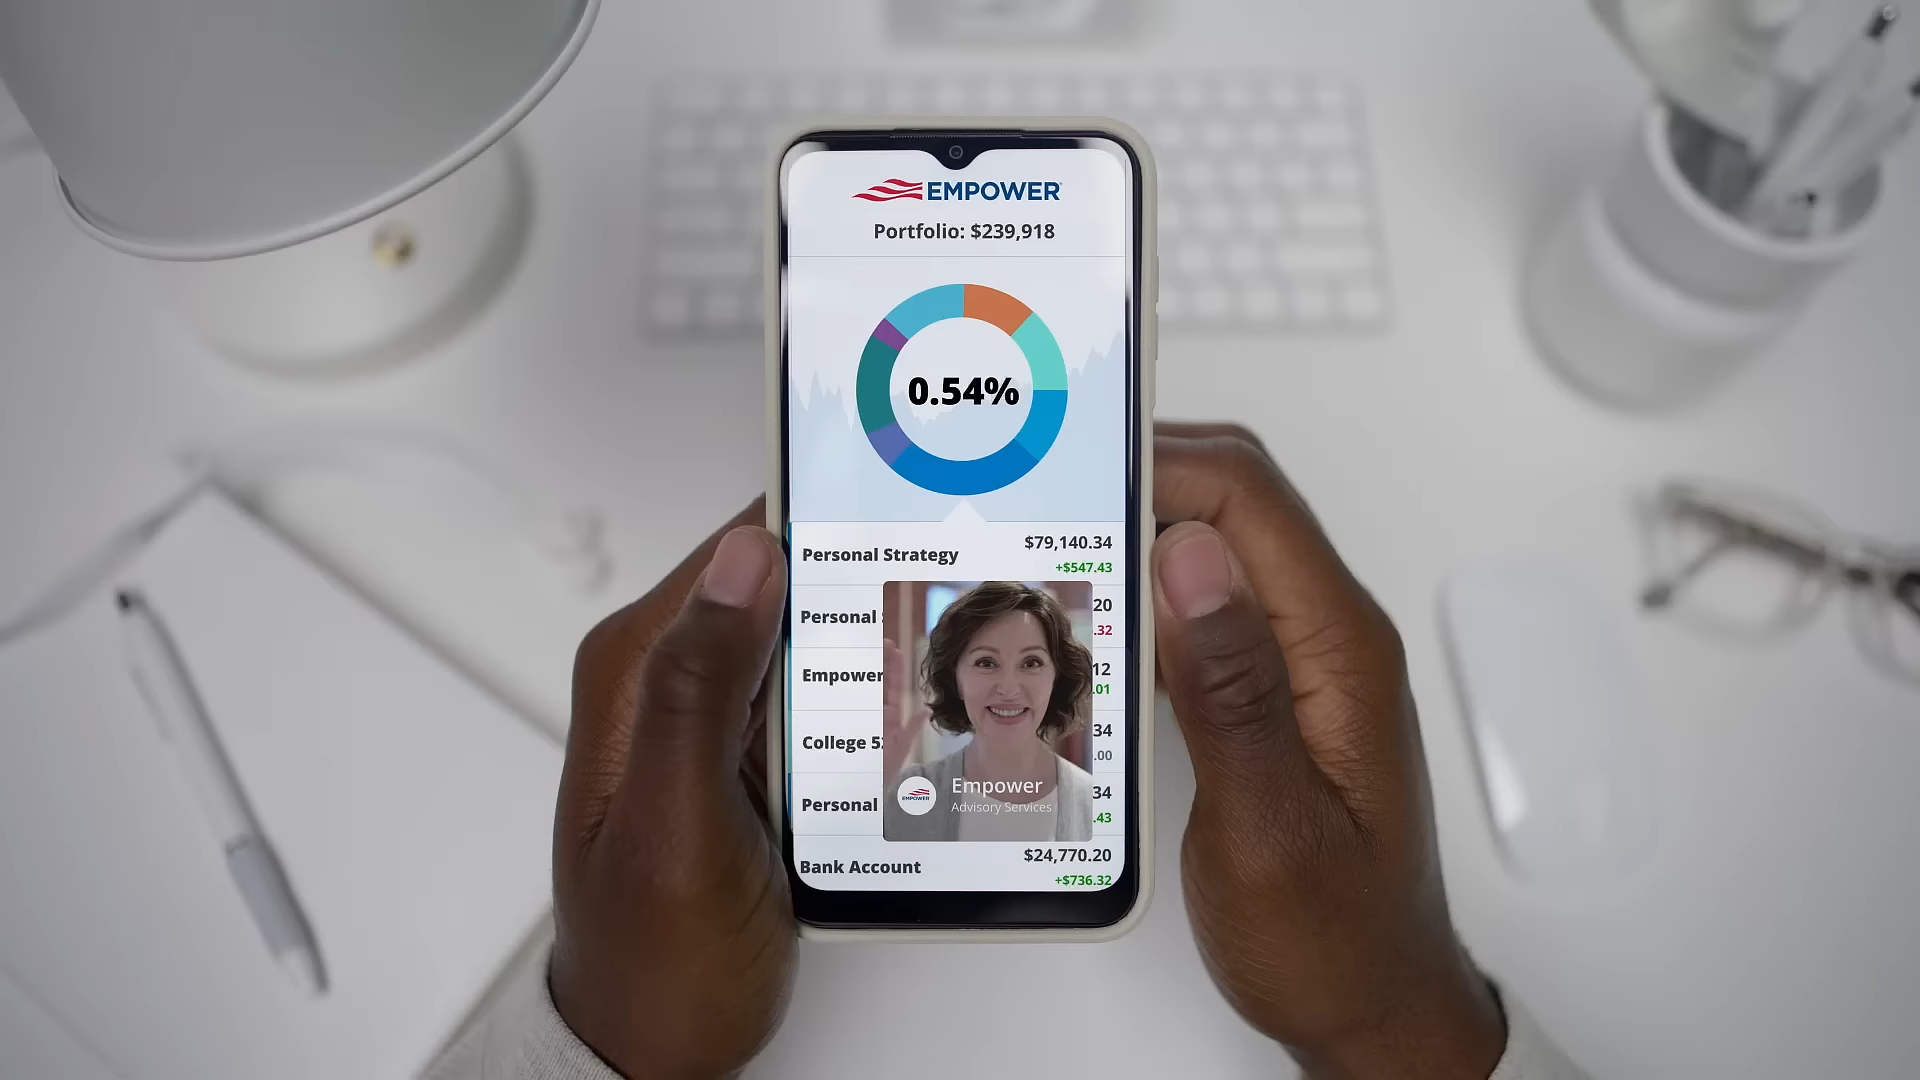 EMPOWER
Portfolio: $239,918
0.54%
Personal Strategy
$79,140.34
+$547.43
Personal
20
.32
Empower
12
.01
College 5
34
.00
Personal
34
.43
EMPOWER
Empower
Advisory Services
Bank Account
$24,770.20
+$736.32